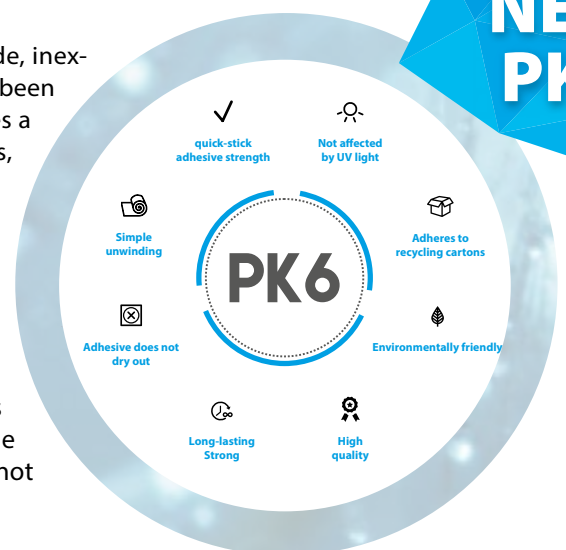 de, inex-
been
s a
s,
NE
PK
quick-stick
adhesive strength
Not affected
by UV light
Simple
unwinding
Adheres to
recycling cartons
PK6
Adhesive does not
dry out
Environmentally friendly
Long-lasting
Strong
High
quality
s
e
not